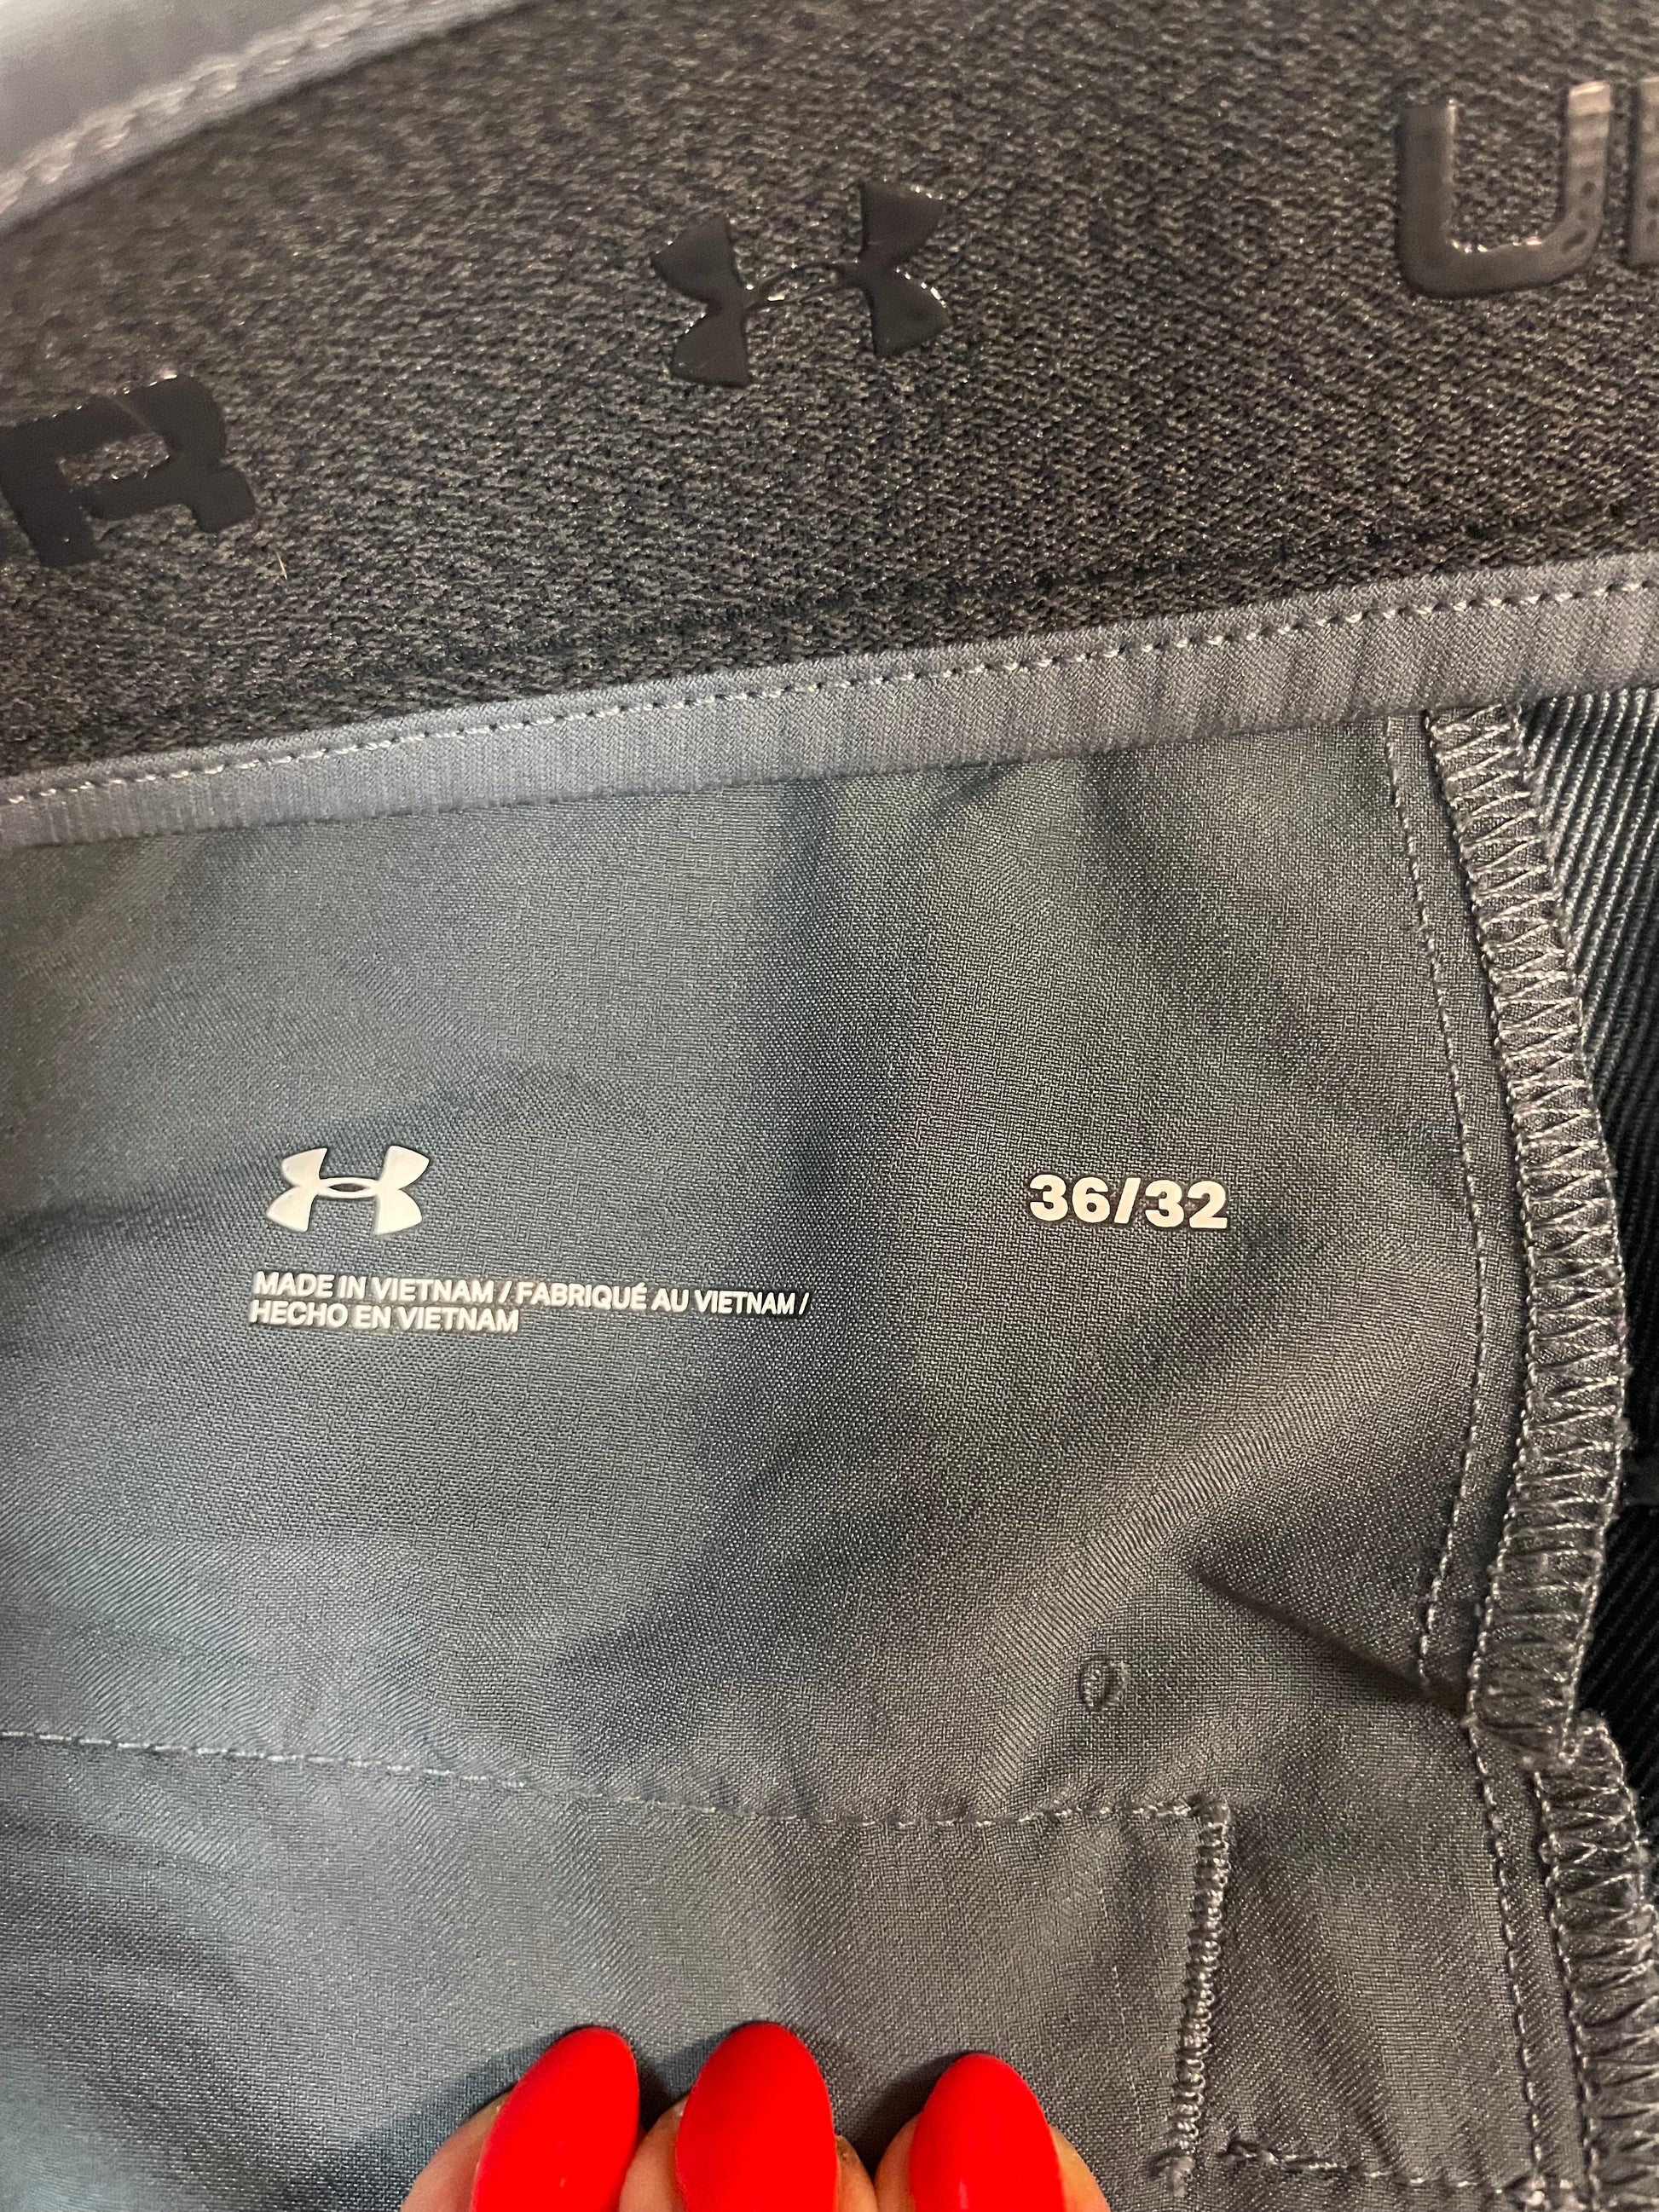 R U
36/32
MADE IN VIETNAM / FABRIQUÉ AU VIETNAM /
HECHO EN VIETNAM